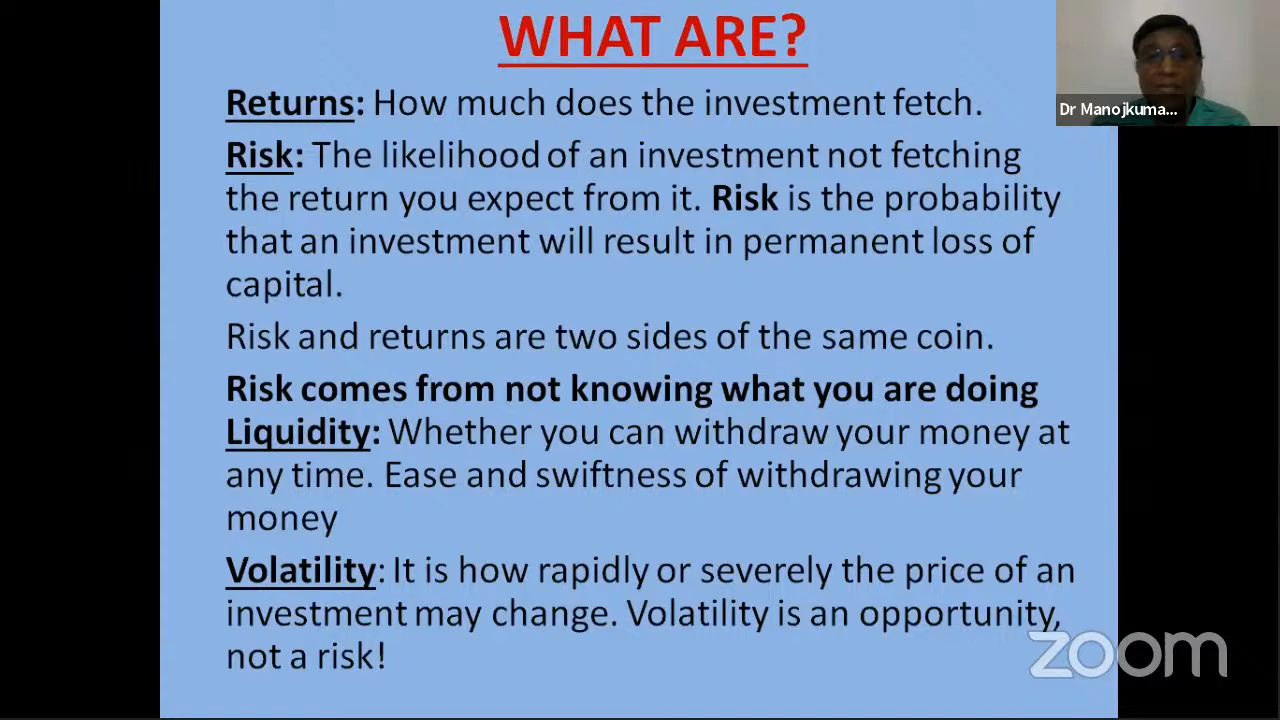 WHAT ARE?
Returns: How much does the investment fetch.
Risk: The likelihood of an investment not fetching
the return you expect from it. Risk is the probability
that an investment will result in permanent loss of
capital.
Risk and returns are two sides of the same coin.
Risk comes from not knowing what you are doing
Liquidity: Whether you can withdraw your money at
any time. Ease and swiftness of withdrawing your
money
Volatility: It is how rapidly or severely the price of an
investment may change. Volatility is an opportunity,
not a risk!
Dr Manojkuma...
zoom